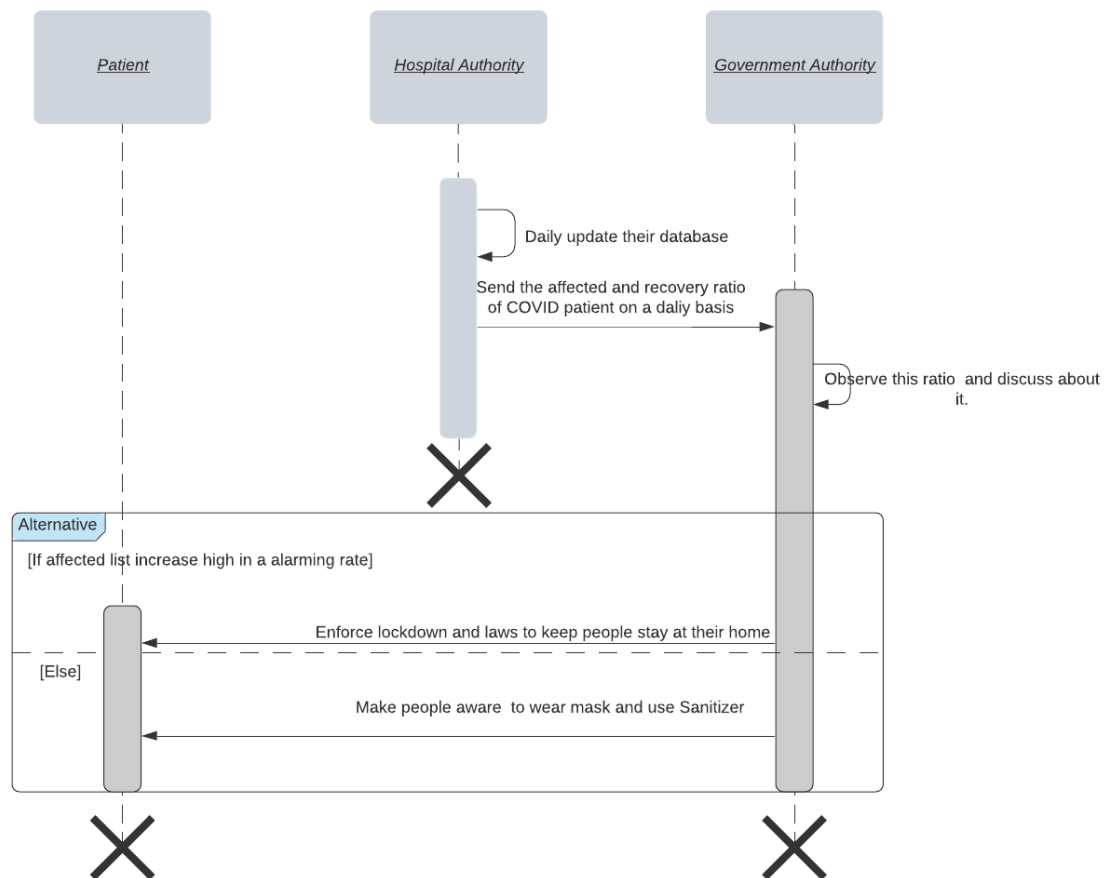 Patient
Hospital Authority
Government Authority
Daily update their database
Send the affected and recovery ratio
of COVID patient on a daliy basis
Observe this ratio  and discuss about
it.
Alternative
[If affected list increase high in a alarming rate]
Enforce lockdown and laws to keep people stay at their home
[Else]
Make people aware  to wear mask and use Sanitizer